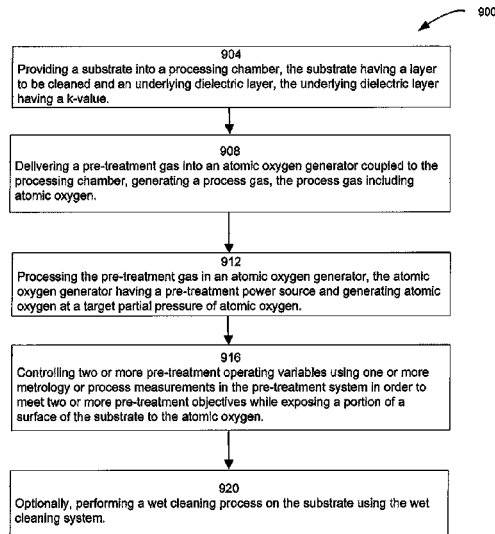 900
904
Providing a substrate into a processing chamber, the substrate having a layer
to be cleaned and an underlying dielectric layer, the underlying dielectric layer
having a k-value.
908
Delivering a pre-treatment gas into an atomic oxygen generator coupled to the
processing chamber, generating a process gas, the process gas including
atomic oxygen.
912
Processing the pre-treatment gas in an atomic oxygen generator, the atomic
oxygen generator having a pre-treatment power source and generating atomic
oxygen at a target partial pressure of atomic oxygen.
916
Controlling two or more pre-treatment operating variables using one or more
metrology or process measurements in the pre-treatment system in order to
meet two or more pre-treatment objectives while exposing a portion of a
surface of the substrate to the atomic oxygen.
920
Optionally, performing a wet cleaning process on the substrate using the wet
cleaning system.